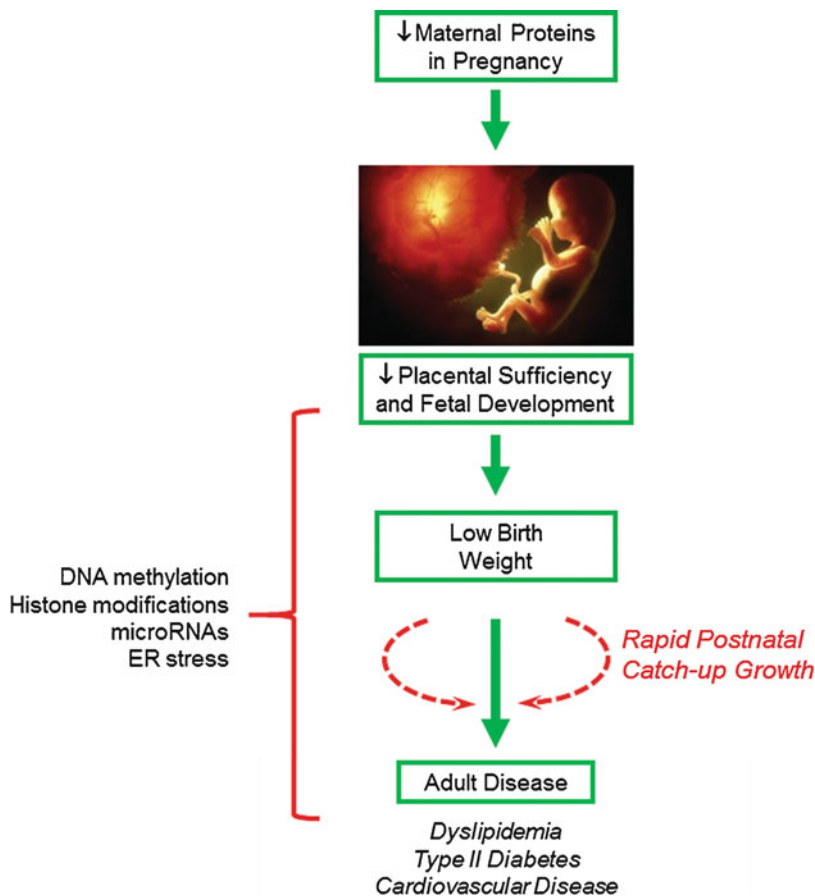 ↓Maternal Proteins
in Pregnancy
↓Placental Sufficiency
and Fetal Development
Low Birth
Weight
DNA methylation
Histone modifications
microRNAs
ER stress
Rapid Postnatal
Catch-up Growth
Adult Disease
Dyslipidemia
Type II Diabetes
Cardiovascular Disease